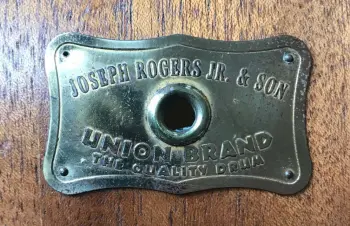 JOSEPH ROGERS JR. & SON
UNION BRAND
THE QUALITY DRUM